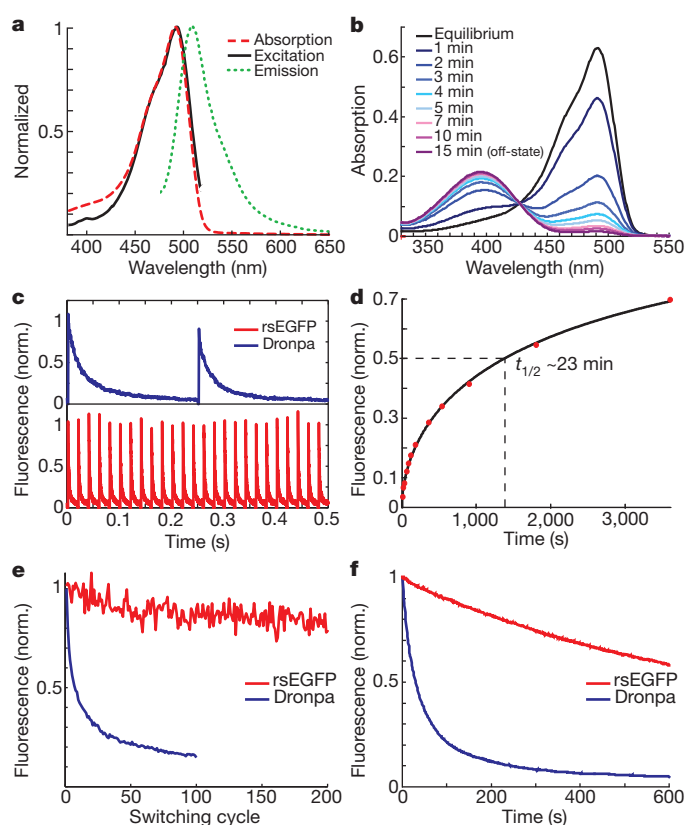 a
Normalized
1
0.5
Absorption
Excitation
Emission
400 450 500 550 600 650
Wavelength (nm)
b
Absorption
0.6
0.4
0.2
0
Equilibrium
1 min
2 min
3 min
4 min
5 min
7 min
10 min
15 min (off-state)
350 400 450 500 550
Wavelength (nm)
c
Fluorescence (norm.)
1
0.5
0
rsEGFP
Dronpa
1
0.5
0
0 0.1 0.2 0.3 0.4 0.5
Time (s)
d
Fluorescence (norm.)
0.7
0.5
0.3
0.1
0
t1/2 ~23 min
0 1,000 2,000 3,000
Time (s)
e
Fluorescence (norm.)
1
0.5
rsEGFP
Dronpa
0 50 100 150 200
Switching cycle
f
Fluorescence (norm.)
1
0.5
0
rsEGFP
Dronpa
0 200 400 600
Time (s)